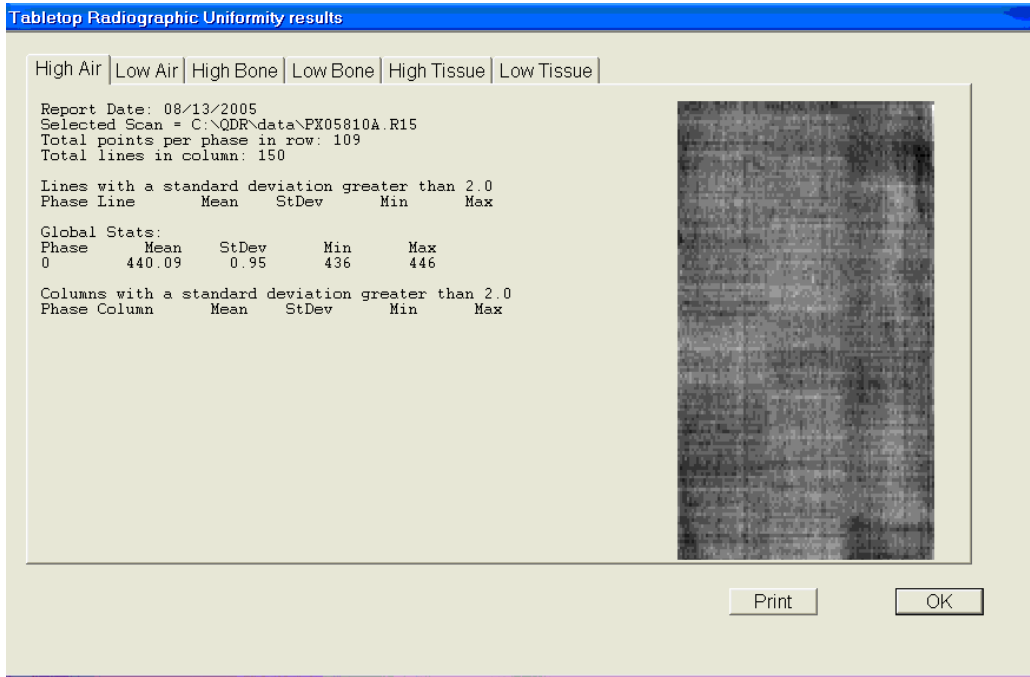 Tabletop Radiographic Uniformity results
High Air Low Air High Bone Low Bone High Tissue Low Tissue
Report Date: 08/13/2005
Selected Scan = C:\QDR\data\PX05810A.R15
Total points per phase in row: 109
Total lines in column: 150
Lines with a standard deviation greater than 2.0
Phase Line Mean StDev Min Max
Global Stats:
Phase Mean StDev Min Max
0 440.09 0.95 436 446
Columns with a standard deviation greater than 2.0
Phase Column Mean StDev Min Max
Print OK